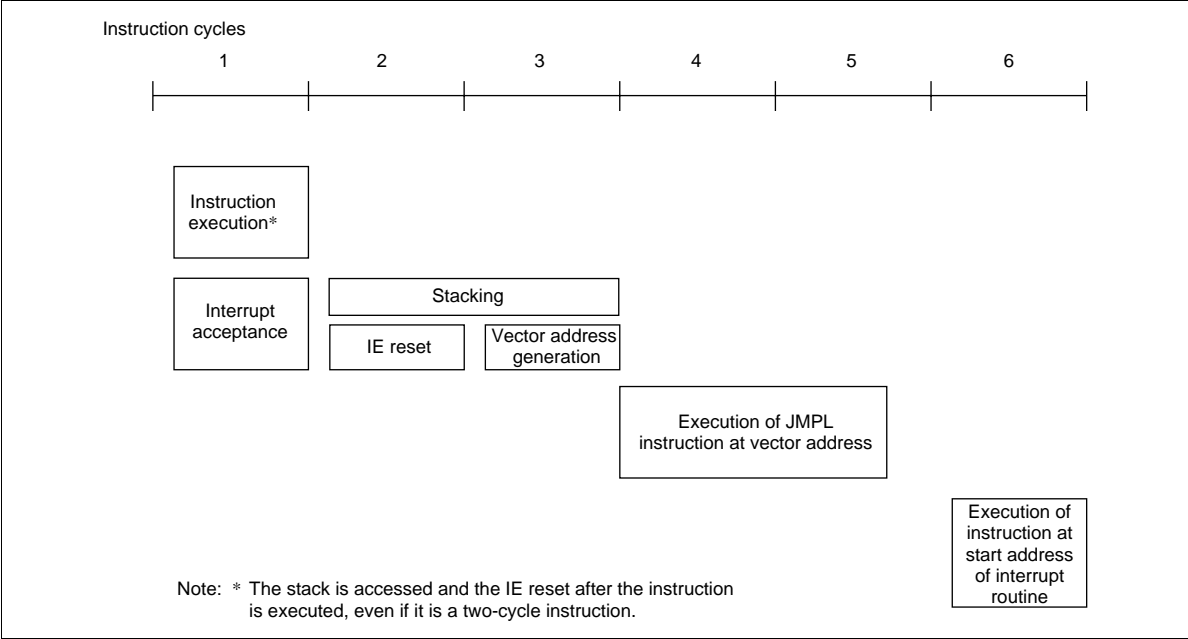 Instruction cycles
1 2 3 4 5 6
Instruction
execution*
Interrupt
acceptance
Stacking
IE reset
Vector address
generation
Execution of JMPL
instruction at vector address
Execution of
instruction at
start address
of interrupt
routine
Note: * The stack is accessed and the IE reset after the instruction
is executed, even if it is a two-cycle instruction.